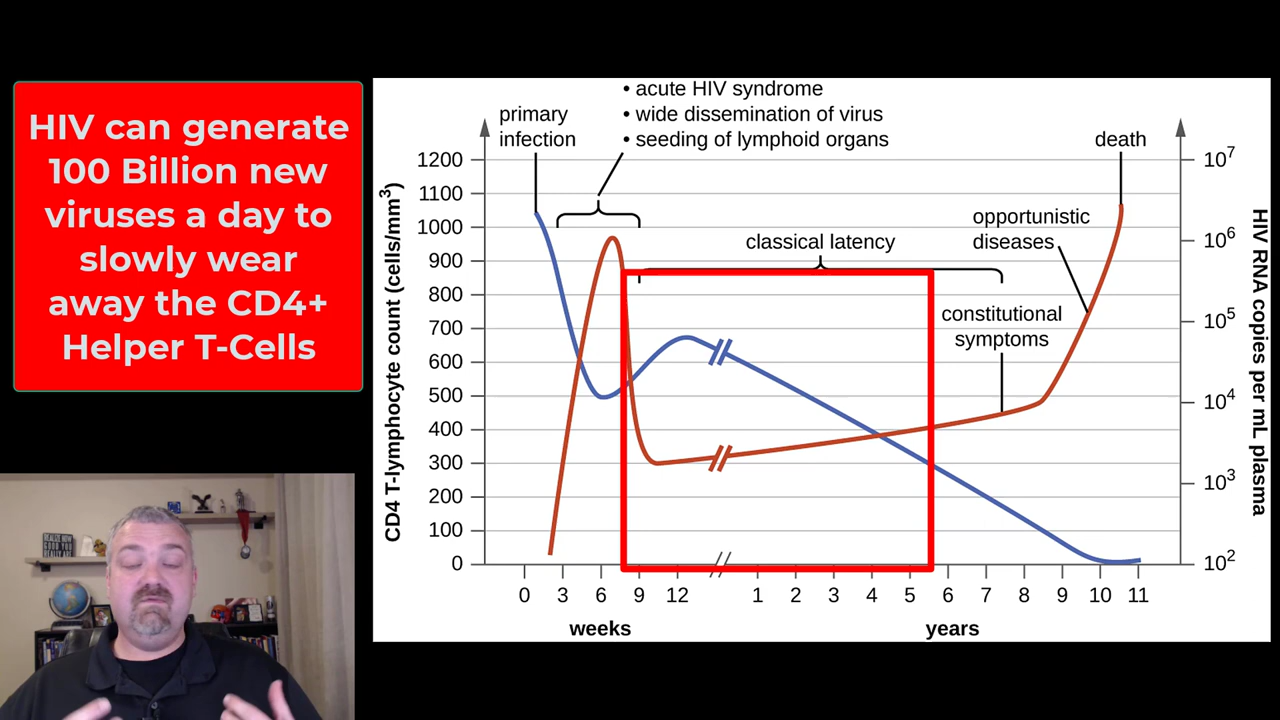 HIV can generate
100 Billion new
viruses a day to
slowly wear
away the CD4+
Helper T-Cells
• acute HIV syndrome
• wide dissemination of virus
• seeding of lymphoid organs
primary
infection
death
opportunistic
diseases
classical latency
constitutional
symptoms
CD4 T-lymphocyte count (cells/mm³)
1200
1100
1000
900
800
700
600
500
400
300
200
100
0
10⁷
10⁶
10⁵
10⁴
10³
10²
HIV RNA copies per mL plasma
0 3 6 9 12 1 2 3 4 5 6 7 8 9 10 11
weeks years